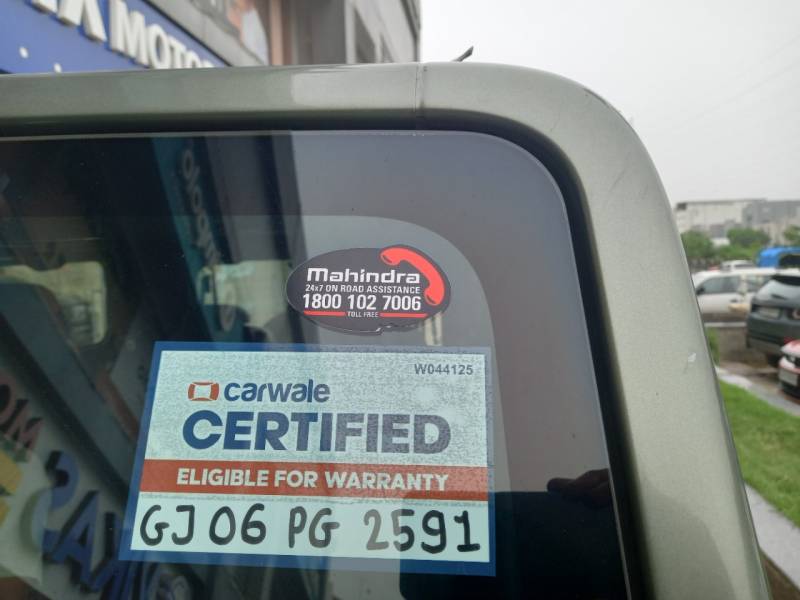 MOTOR
Mahindra
24x7 ON ROAD ASSISTANCE
1800 102 7006
TOLL FREE
W044125
carwale
CERTIFIED
ELIGIBLE FOR WARRANTY
GJ 06 PG 2591